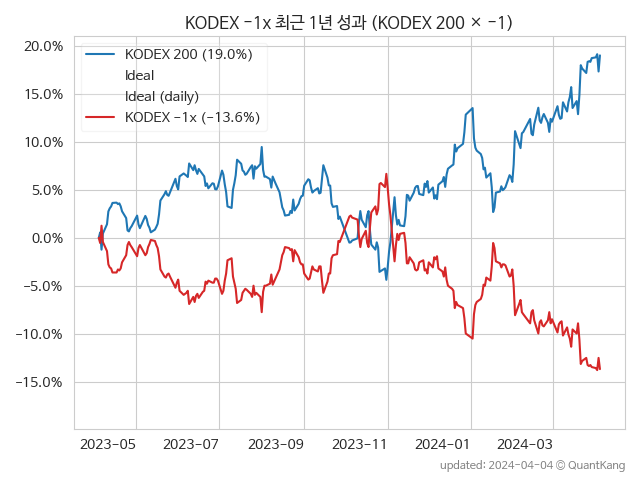 KODEX −1x 최근 1년 성과 (KODEX 200 × −1)
20.0%
15.0%
10.0%
5.0%
0.0%
−5.0%
−10.0%
−15.0%
KODEX 200 (19.0%)
Ideal
Ideal (daily)
KODEX −1x (−13.6%)
2023−05 2023−07 2023−09 2023−11 2024−01 2024−03
updated: 2024−04−04 © QuantKang